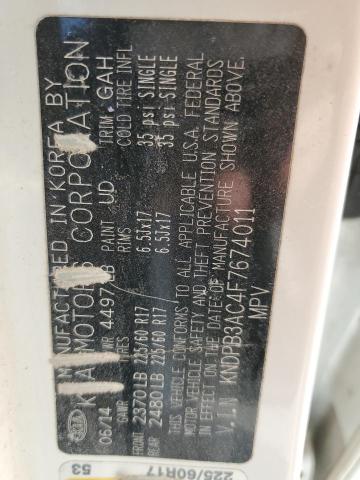 MANUFACTURED IN KOREA BY
KIA MOTORS CORPORATION
06/14 GVWR 4497LB PAINT UD TRIM GAH
GAWR TIRES RIMS COLD TIRE INFL
FRONT 2370LB 225/60 R17 6.5Jx17 35 psi SINGLE
REAR 2480LB 225/60 R17 6.5Jx17 35 psi SINGLE
THIS VEHICLE CONFORMS TO ALL APPLICABLE U.S.A. FEDERAL
MOTOR VEHICLE SAFETY AND THEFT PREVENTION STANDARDS
IN EFFECT ON THE DATE OF MANUFACTURE SHOWN ABOVE.
V.I.N KNDPB3AC4F7674011
MPV
225/60R17 53